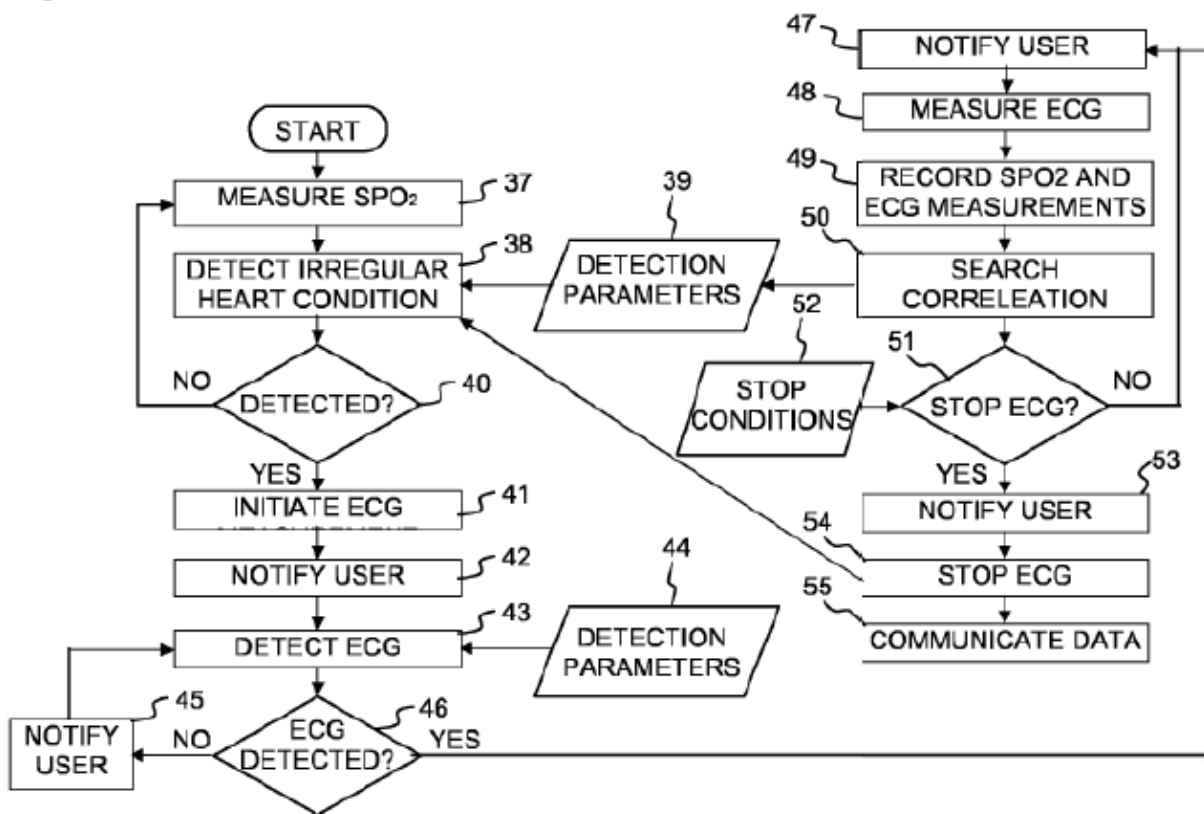 START
MEASURE SPO₂
37
38
DETECT IRREGULAR
HEART CONDITION
39
DETECTION
PARAMETERS
NO
DETECTED?
40
YES
INITIATE ECG
MEASUREMENT
41
NOTIFY USER
42
DETECT ECG
43
44
DETECTION
PARAMETERS
45
NOTIFY
USER
NO
ECG
DETECTED?
46
YES
47
NOTIFY USER
48
MEASURE ECG
49
RECORD SPO2 AND
ECG MEASUREMENTS
50
SEARCH
CORRELEATION
51
STOP ECG?
NO
52
STOP
CONDITIONS
YES
53
NOTIFY USER
54
STOP ECG
55
COMMUNICATE DATA